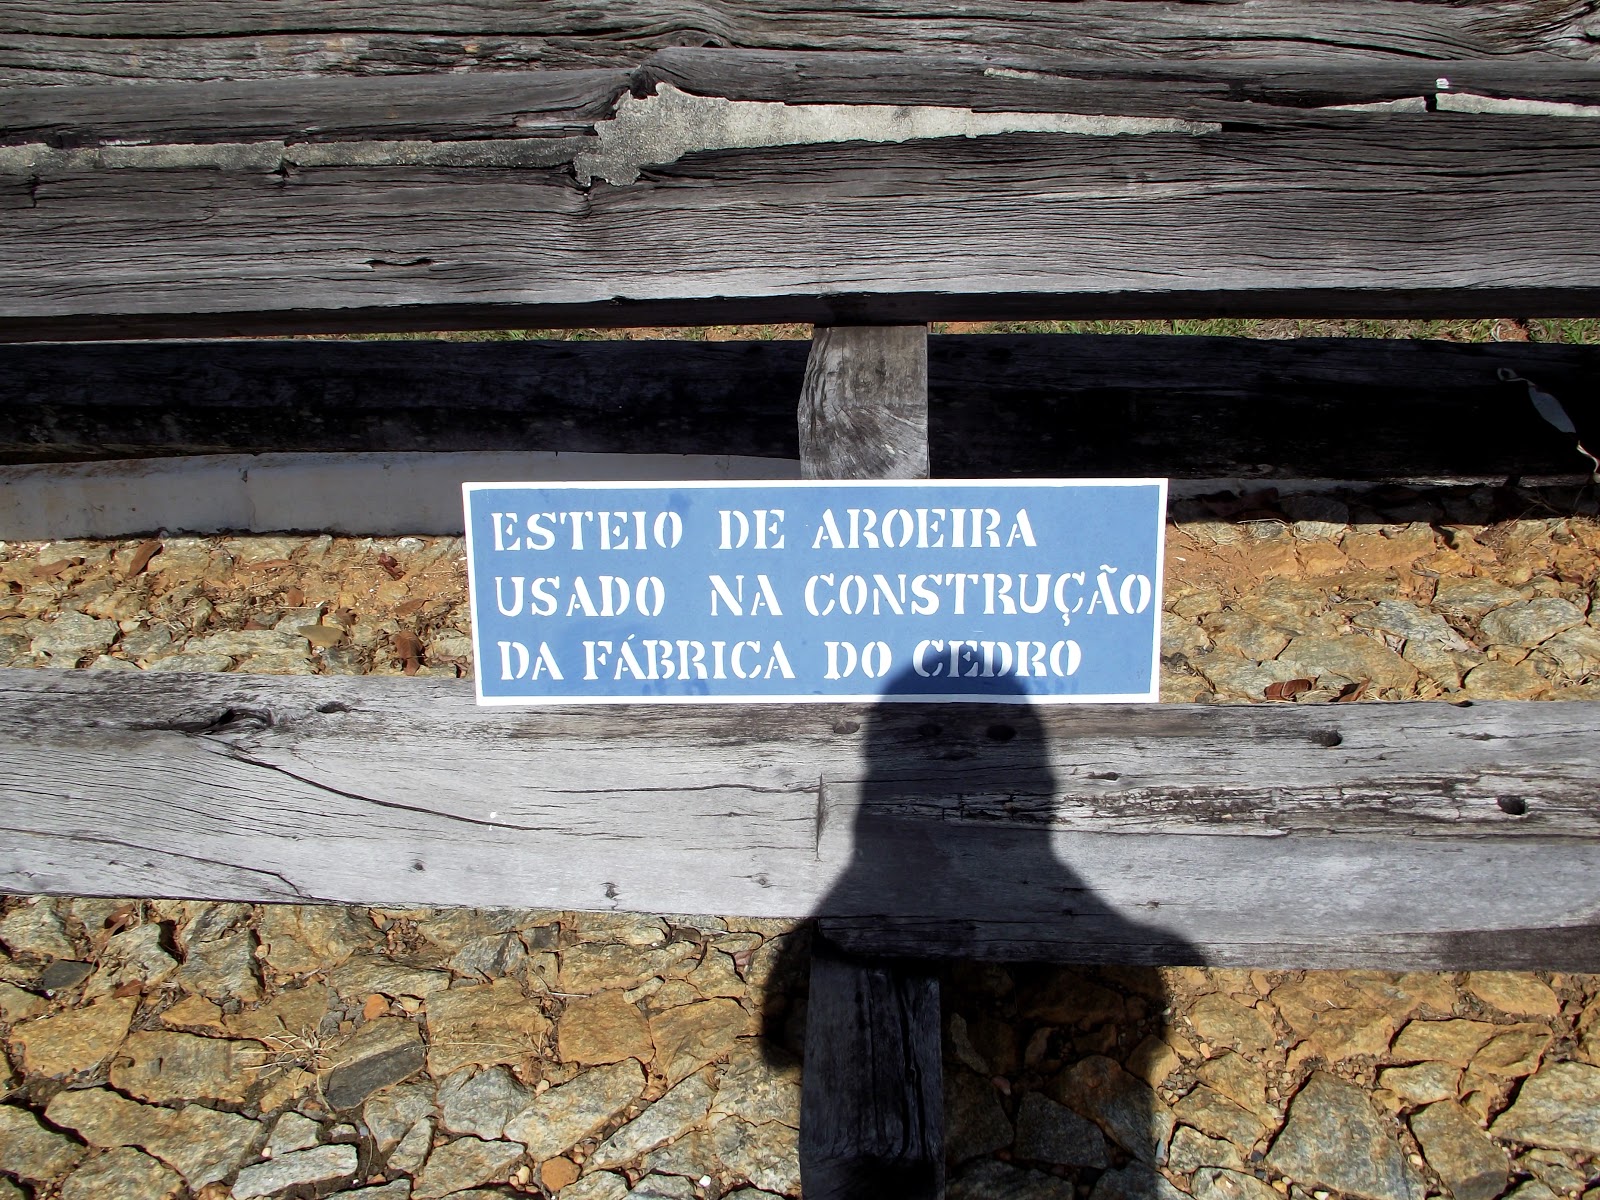 ESTEIO DE AROEIRA
USADO NA CONSTRUÇÃO
DA FÁBRICA DO CEDRO